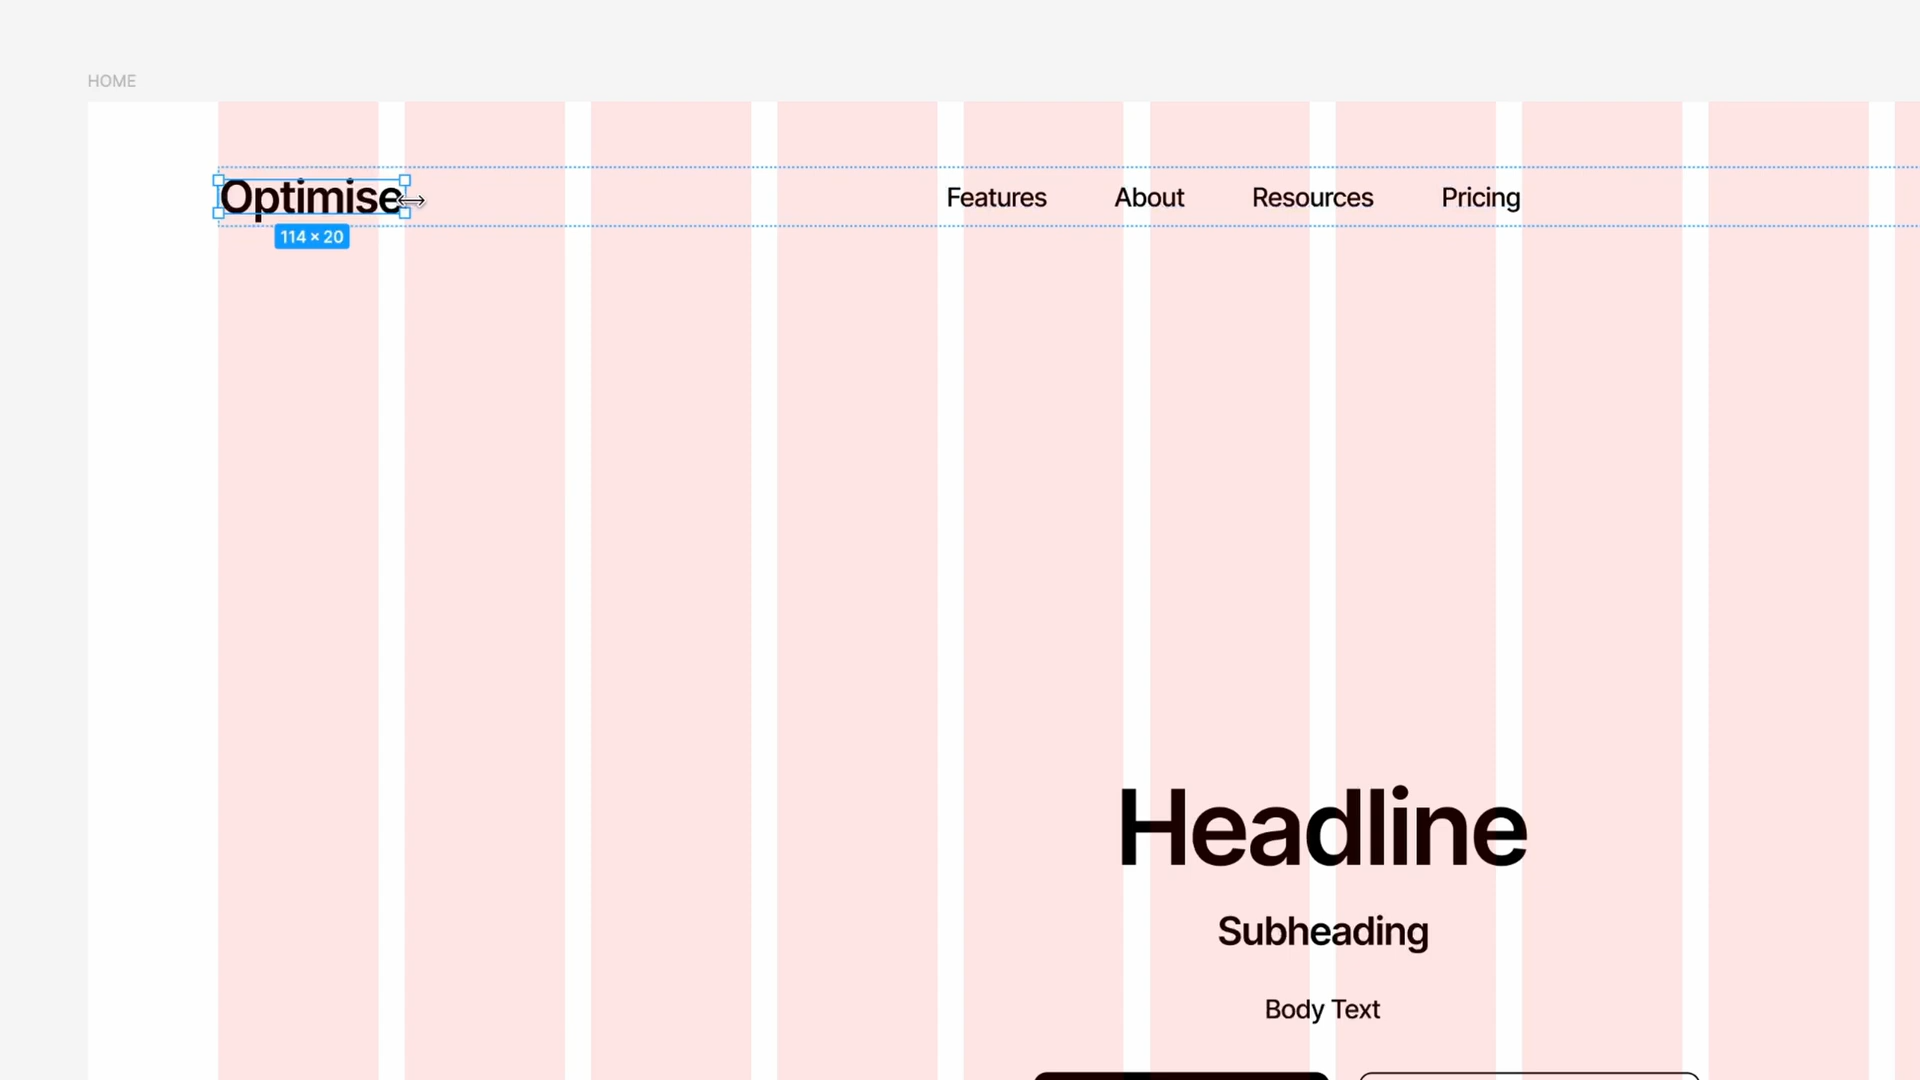 HOME
Optimise Features About Resources Pricing
114 × 20
Headline
Subheading
Body Text